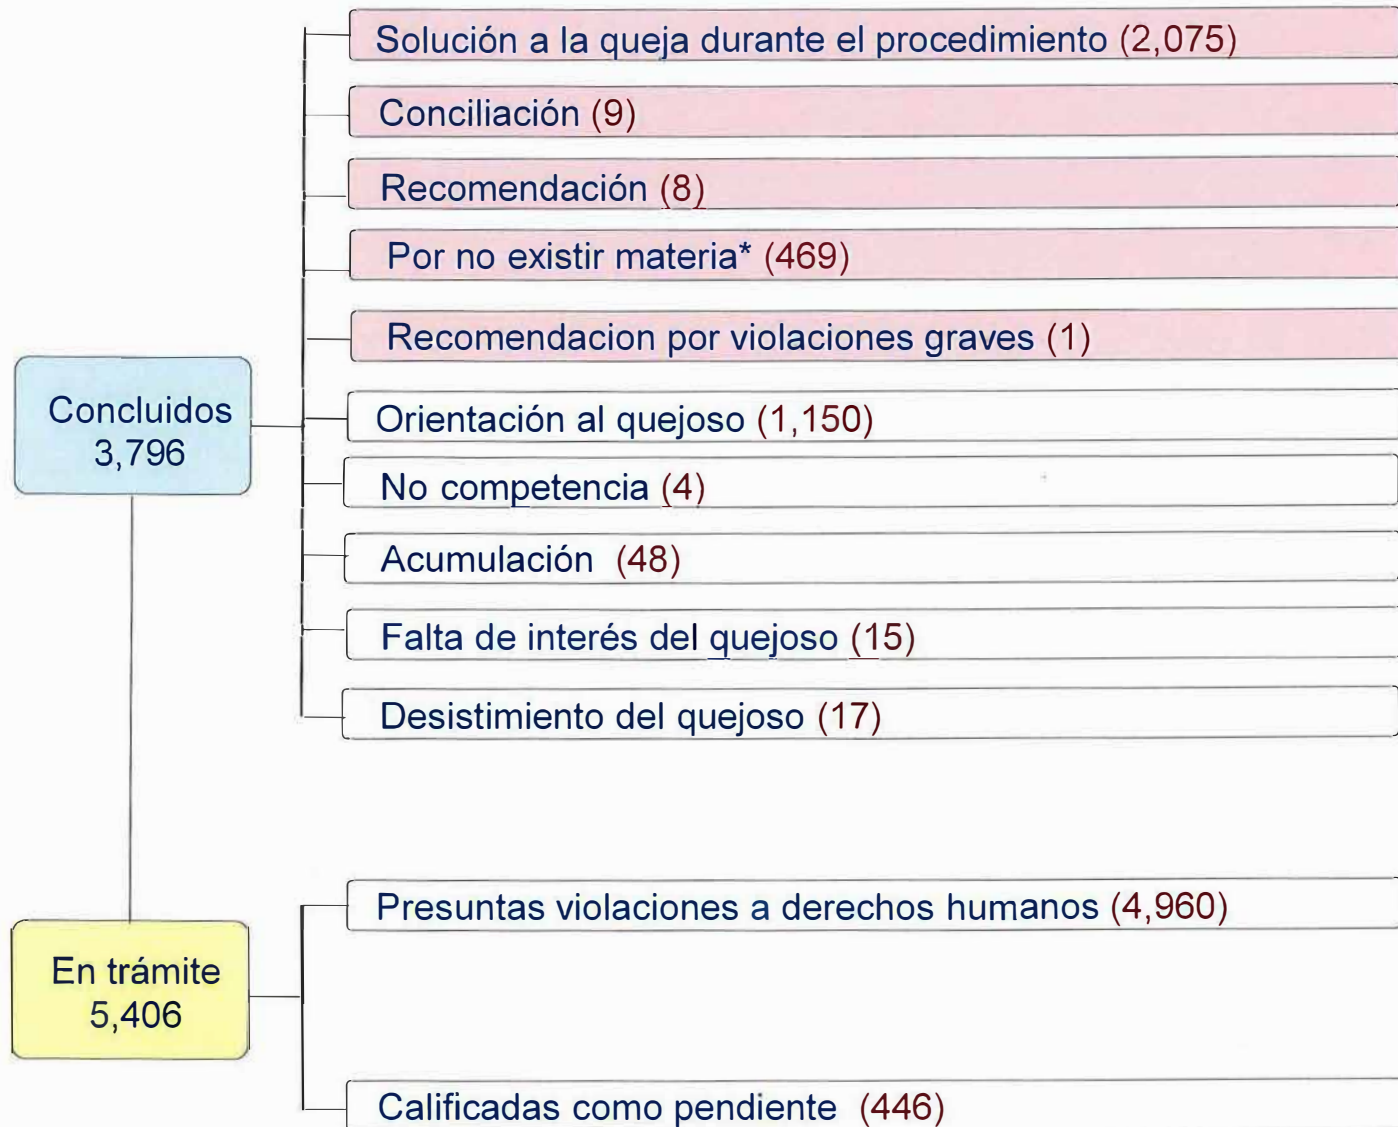 Solución a la queja durante el procedimiento (2,075)
Conciliación (9)
Recomendación (8)
Por no existir materia* (469)
Recomendacion por violaciones graves (1)
Concluidos
3,796
Orientación al quejoso (1,150)
No competencia (4)
Acumulación (48)
Falta de interés del quejoso (15)
Desistimiento del quejoso (17)
Presuntas violaciones a derechos humanos (4,960)
En trámite
5,406
Calificadas como pendiente (446)